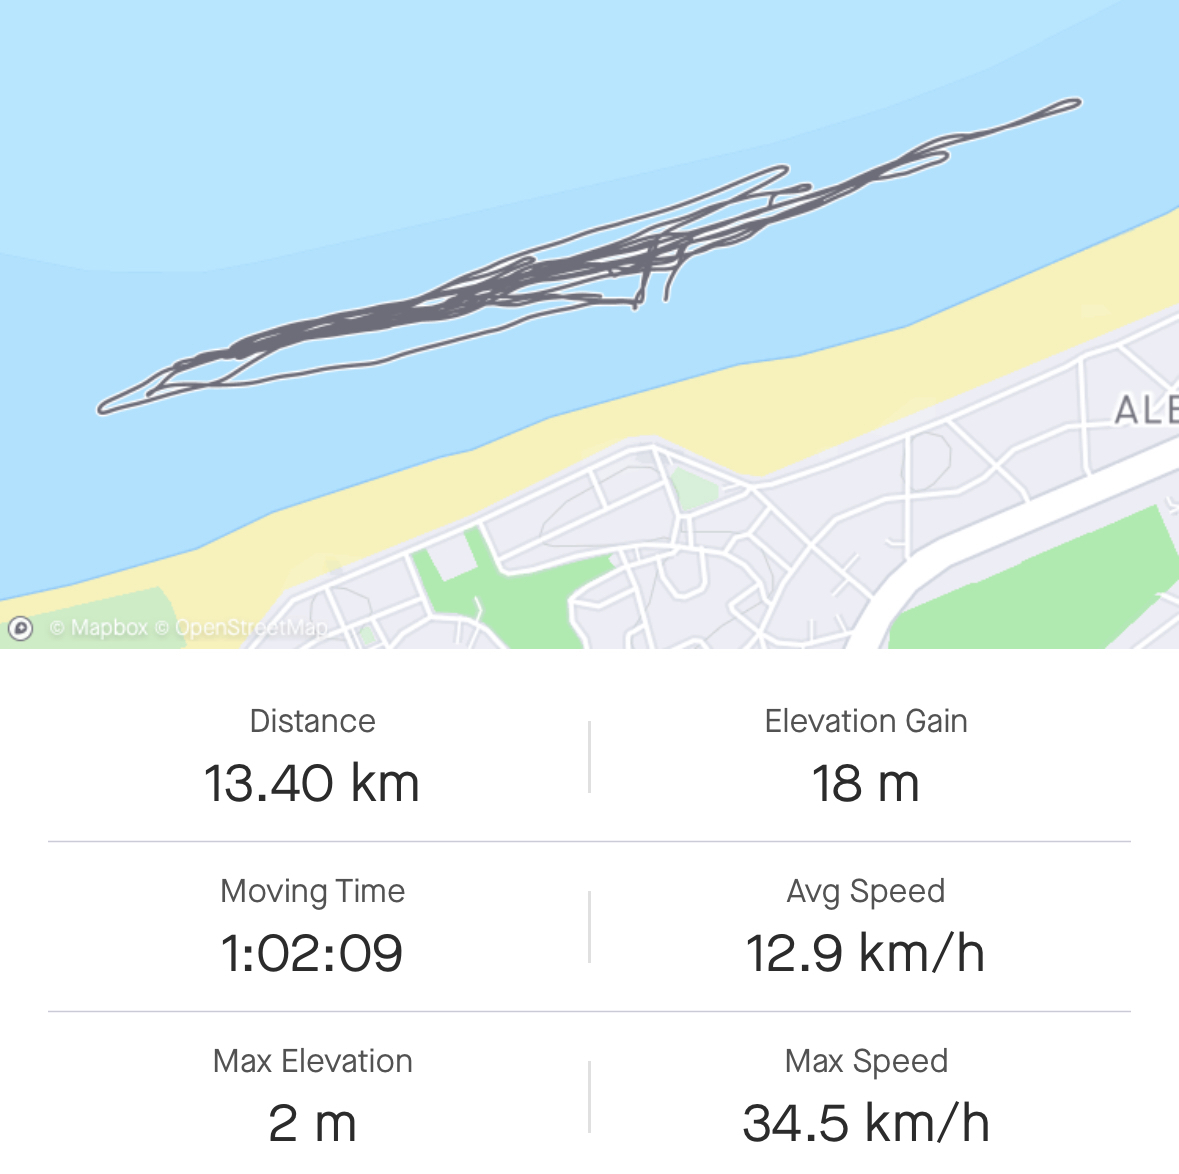 ALE
© Mapbox © OpenStreetMap
Distance
13.40 km
Elevation Gain
18 m
Moving Time
1:02:09
Avg Speed
12.9 km/h
Max Elevation
2 m
Max Speed
34.5 km/h